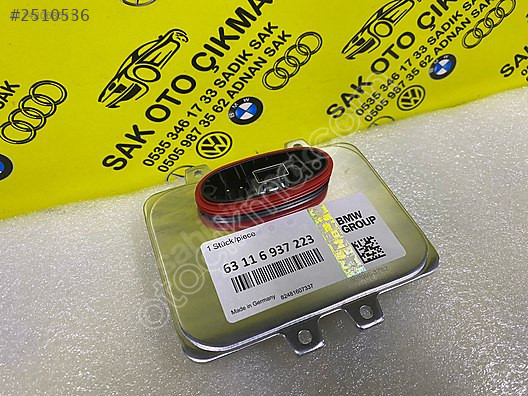 #2510536
SAK OTO ÇIKMA
0535 346 17 33 SADIK SAK
0505 987 35 62 ADNAN SAK
SAK OTO ÇIKMA
0535 346 17 33 SADIK SAK
0505 987 35 62 ADNAN SAK
1 Stück/piece
63 11 6 937 223
BMW
GROUP
Made in Germany 82481607337